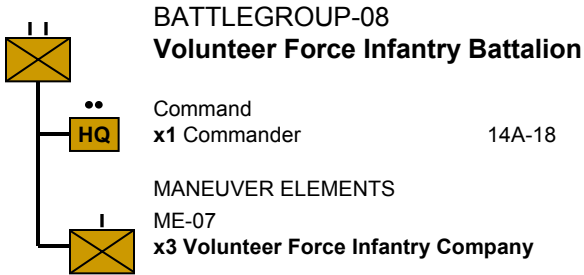 BATTLEGROUP-08
Volunteer Force Infantry Battalion
Command
HQ
x1 Commander 14A-18
MANEUVER ELEMENTS
ME-07
x3 Volunteer Force Infantry Company